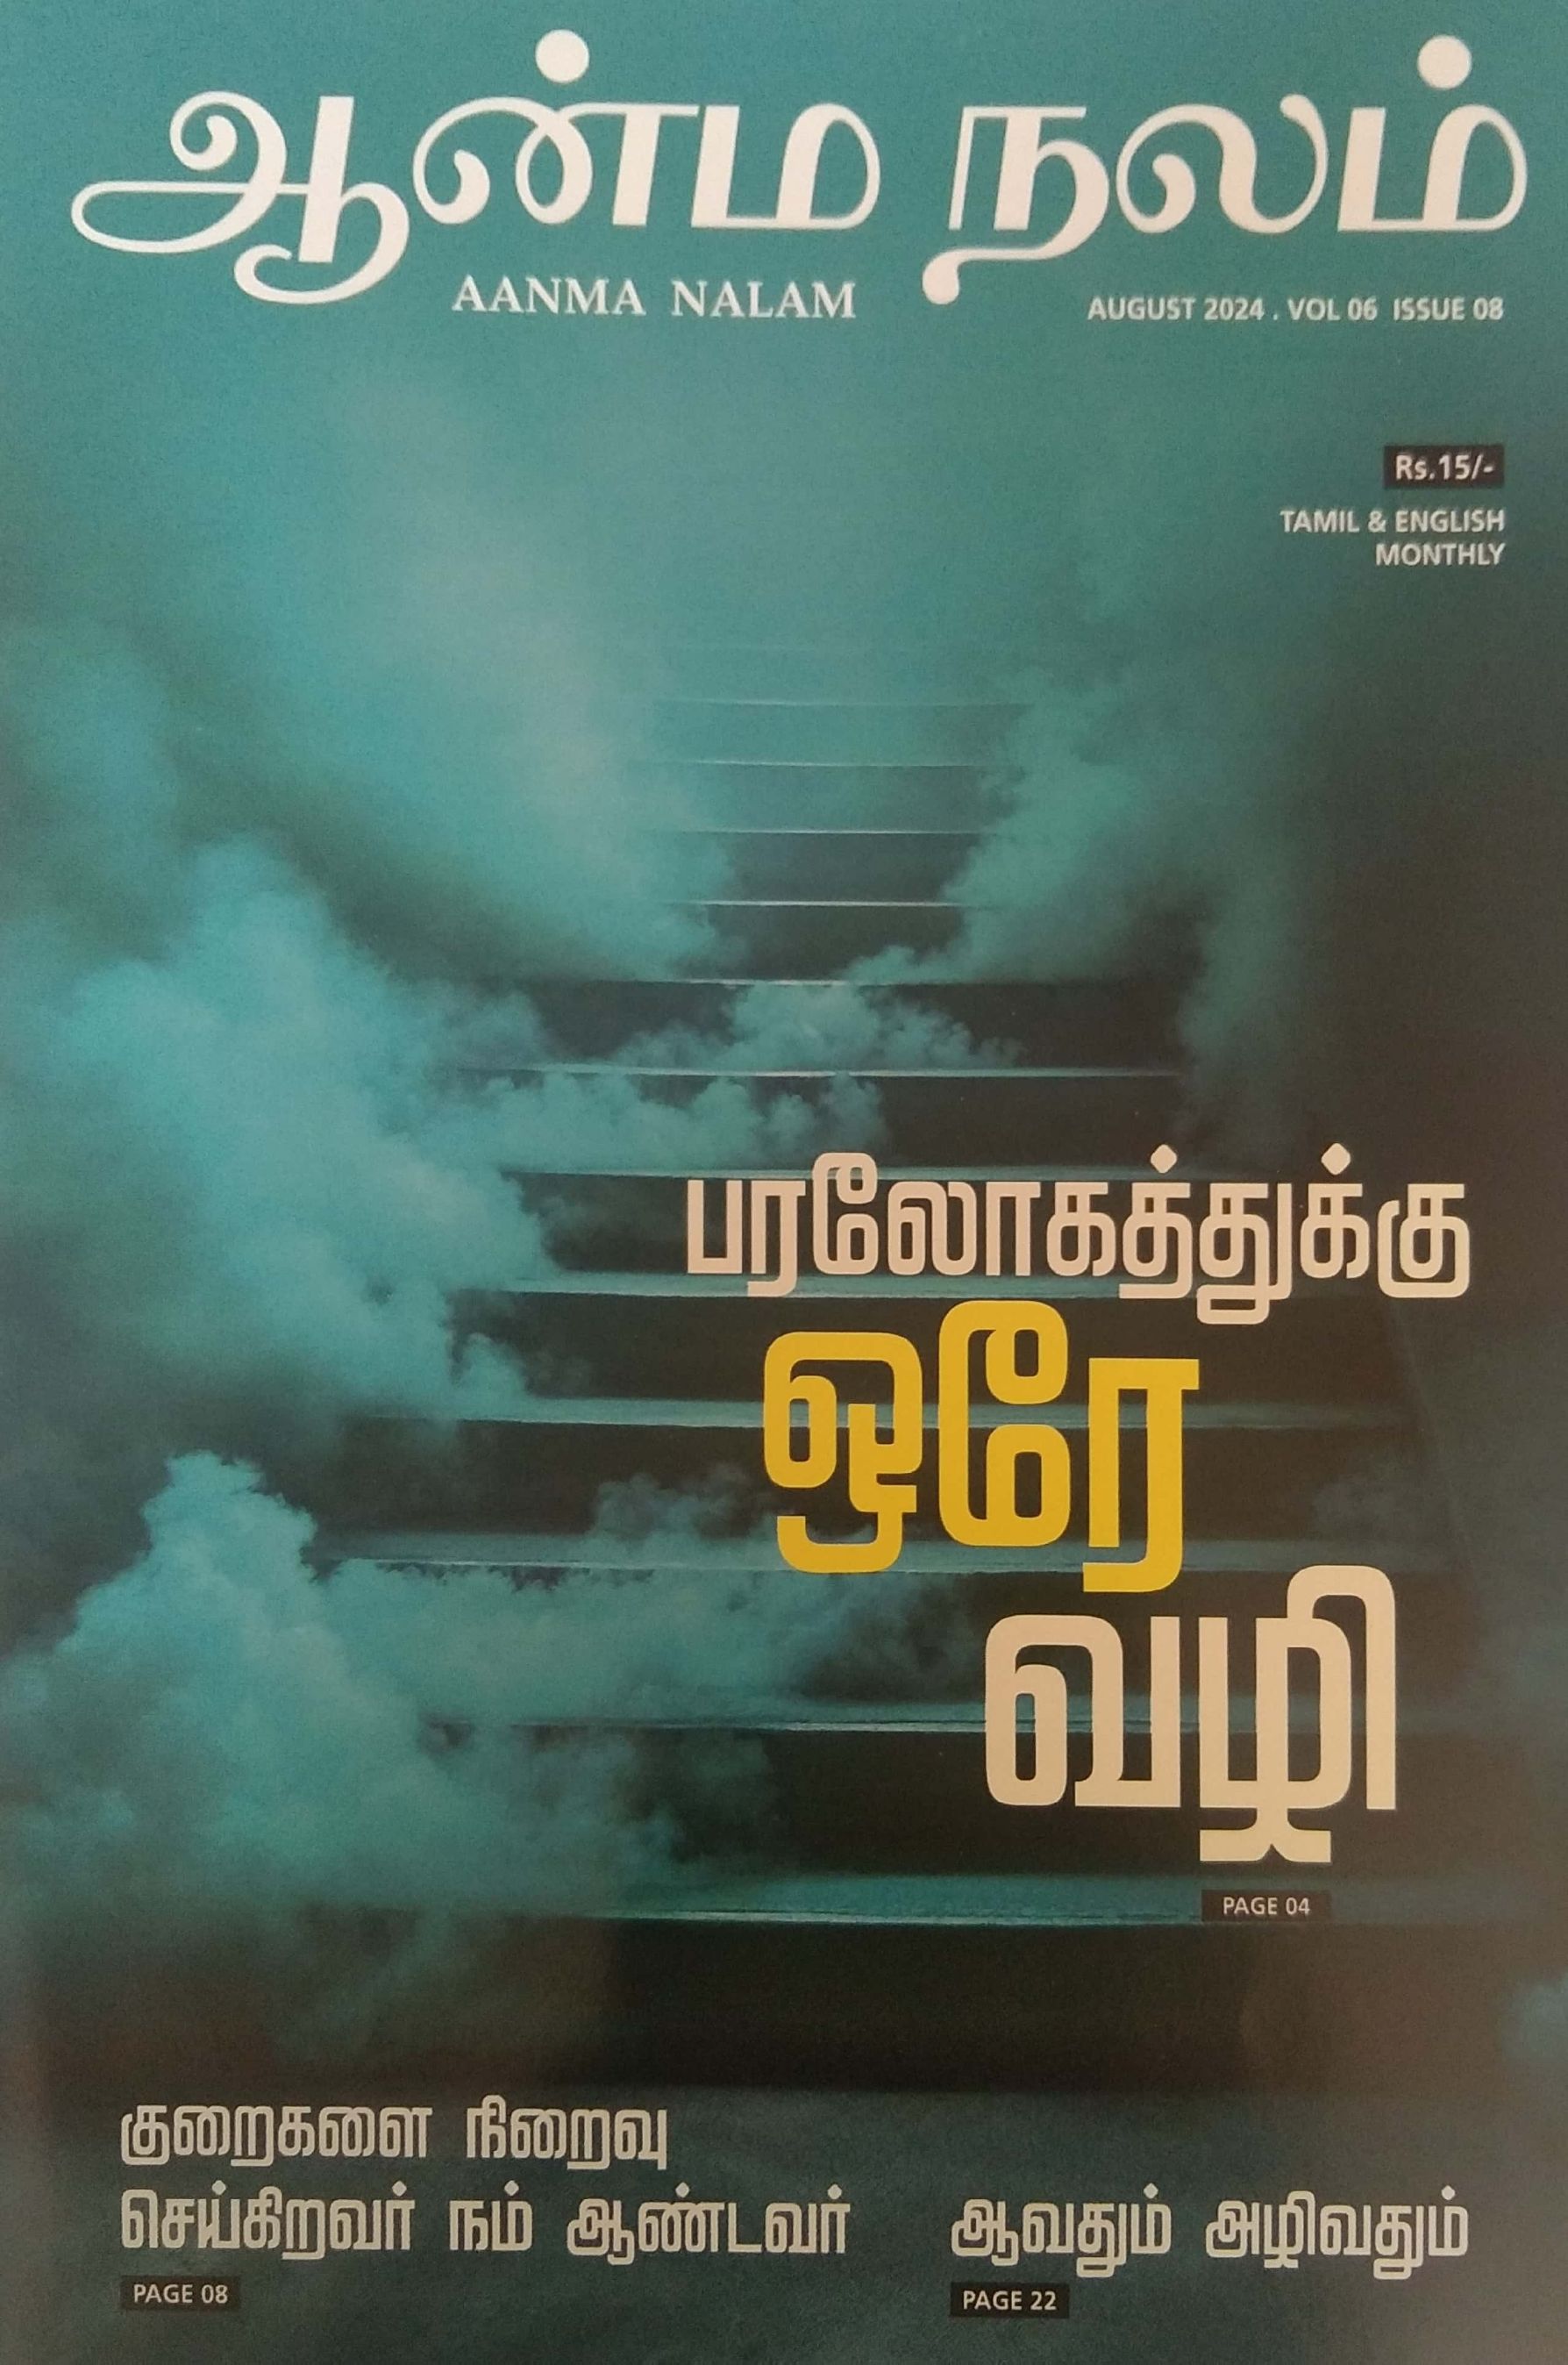 ஆன்ம நலம்
AANMA NALAM
AUGUST 2024 . VOL 06 ISSUE 08
Rs.15/-
TAMIL & ENGLISH
MONTHLY
பரலோகத்துக்கு
ஒரே
வழி
PAGE 04
குறைகளை நிறைவு
செய்கிறவர் நம் ஆண்டவர்
PAGE 08
ஆவதும் அழிவதும்
PAGE 22